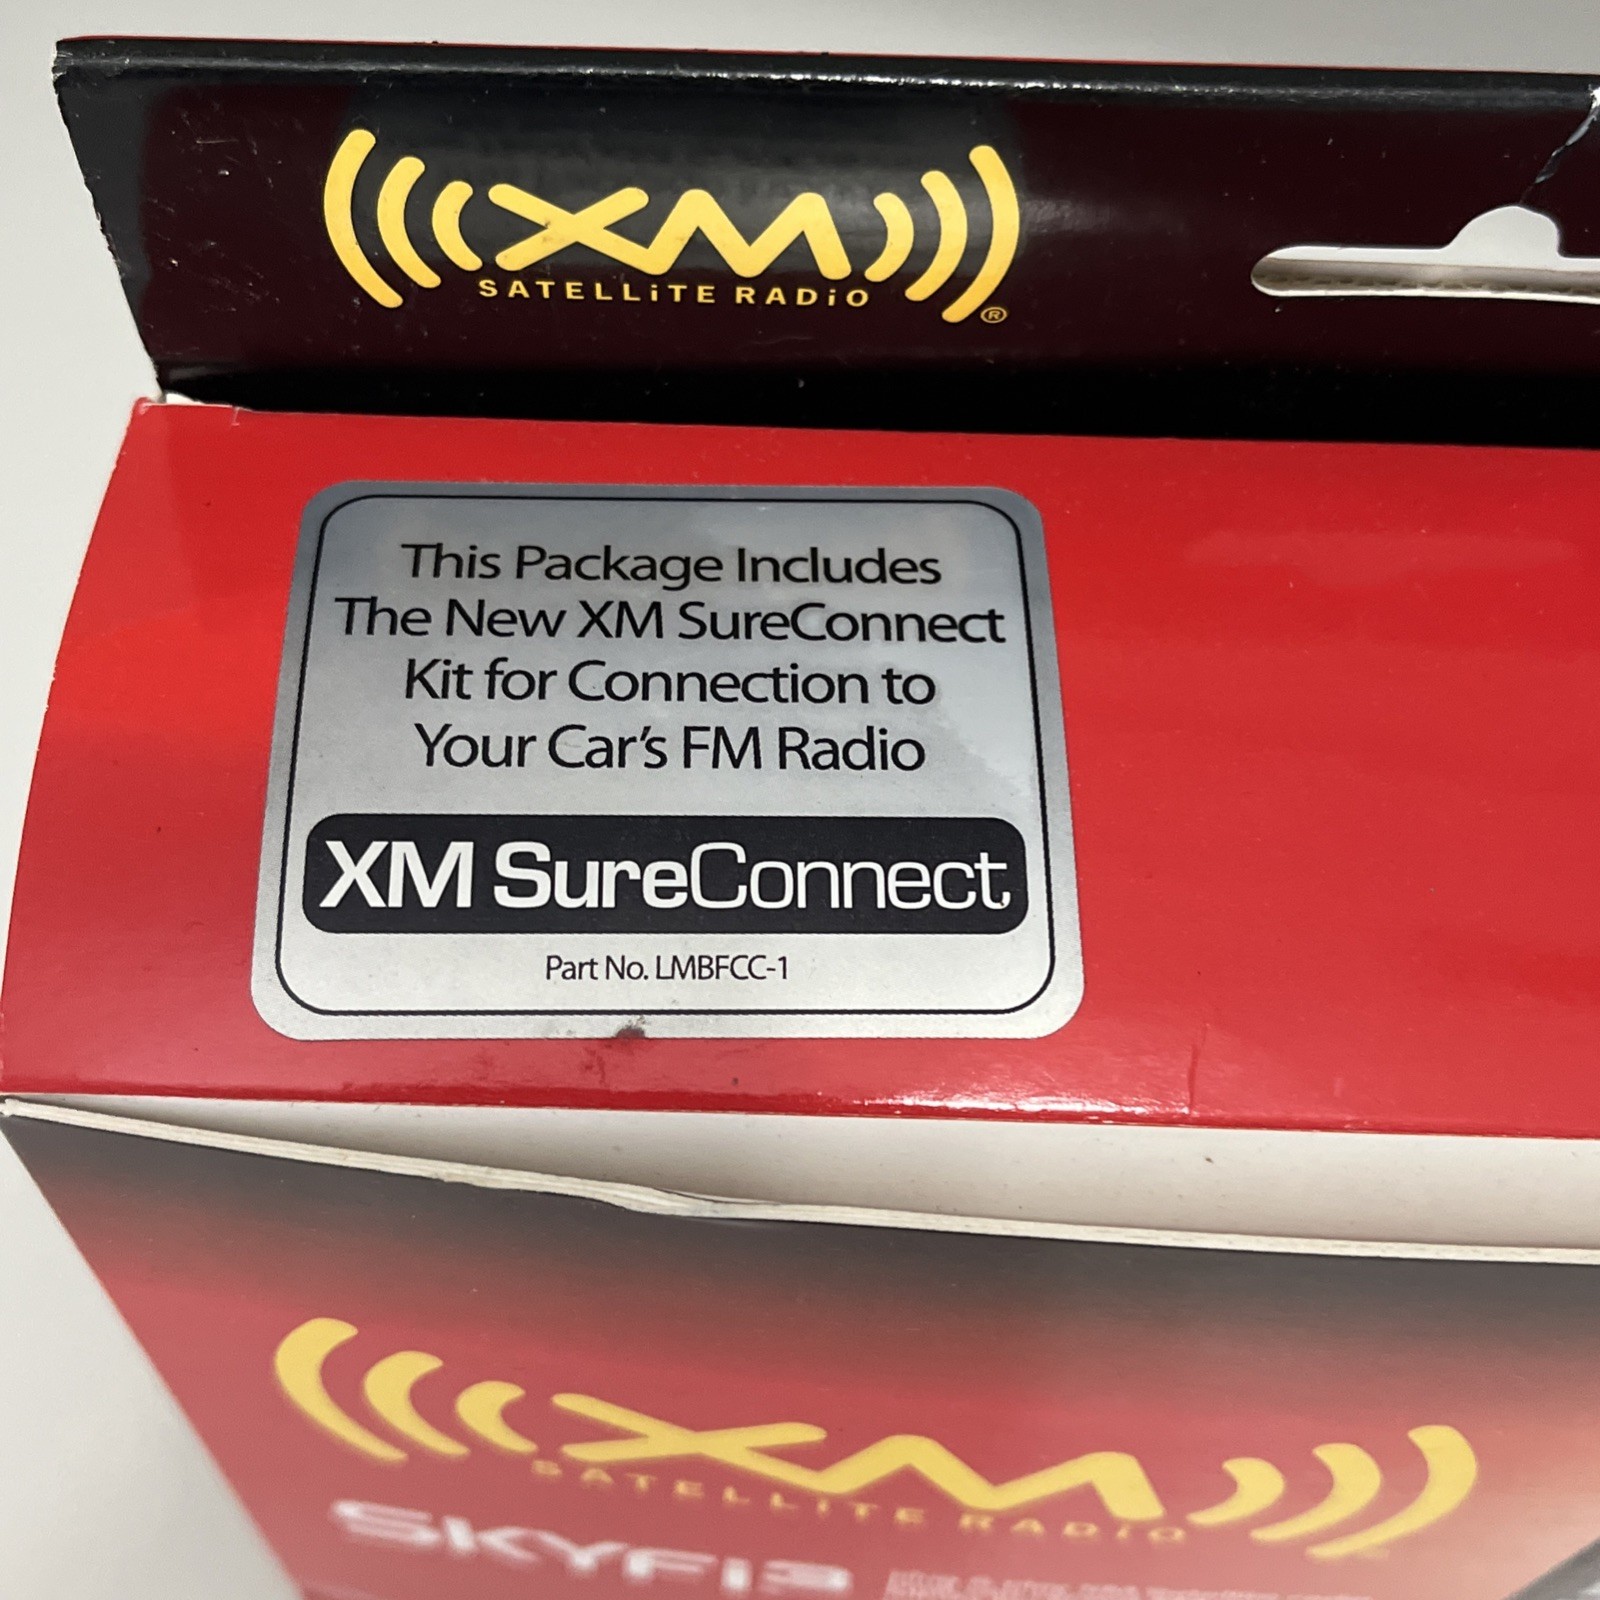 XM
SATELLiTE RADiO ®
This Package Includes
The New XM SureConnect
Kit for Connection to
Your Car's FM Radio
XM SureConnect
Part No. LMBFCC-1
XM
SATELLiTE RADiO
SKYFi3